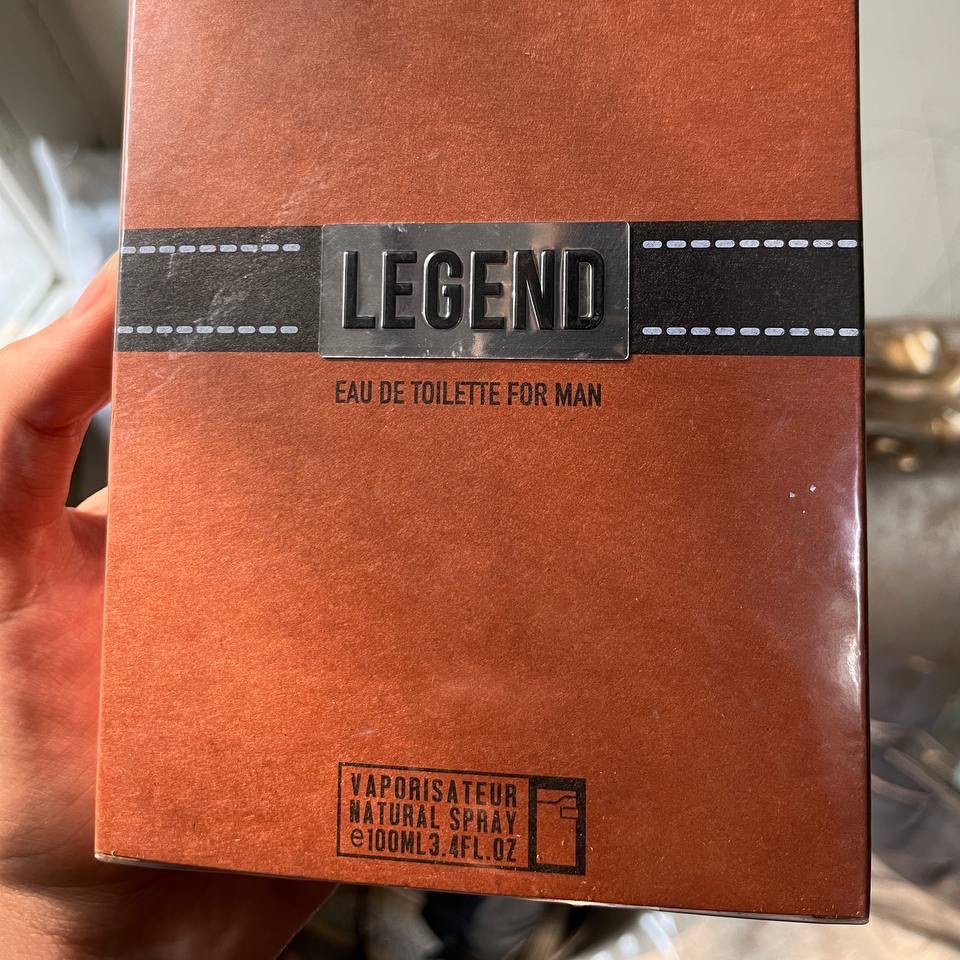 LEGEND
EAU DE TOILETTE FOR MAN
VAPORISATEUR
NATURAL SPRAY
℮100ML3.4FL.OZ